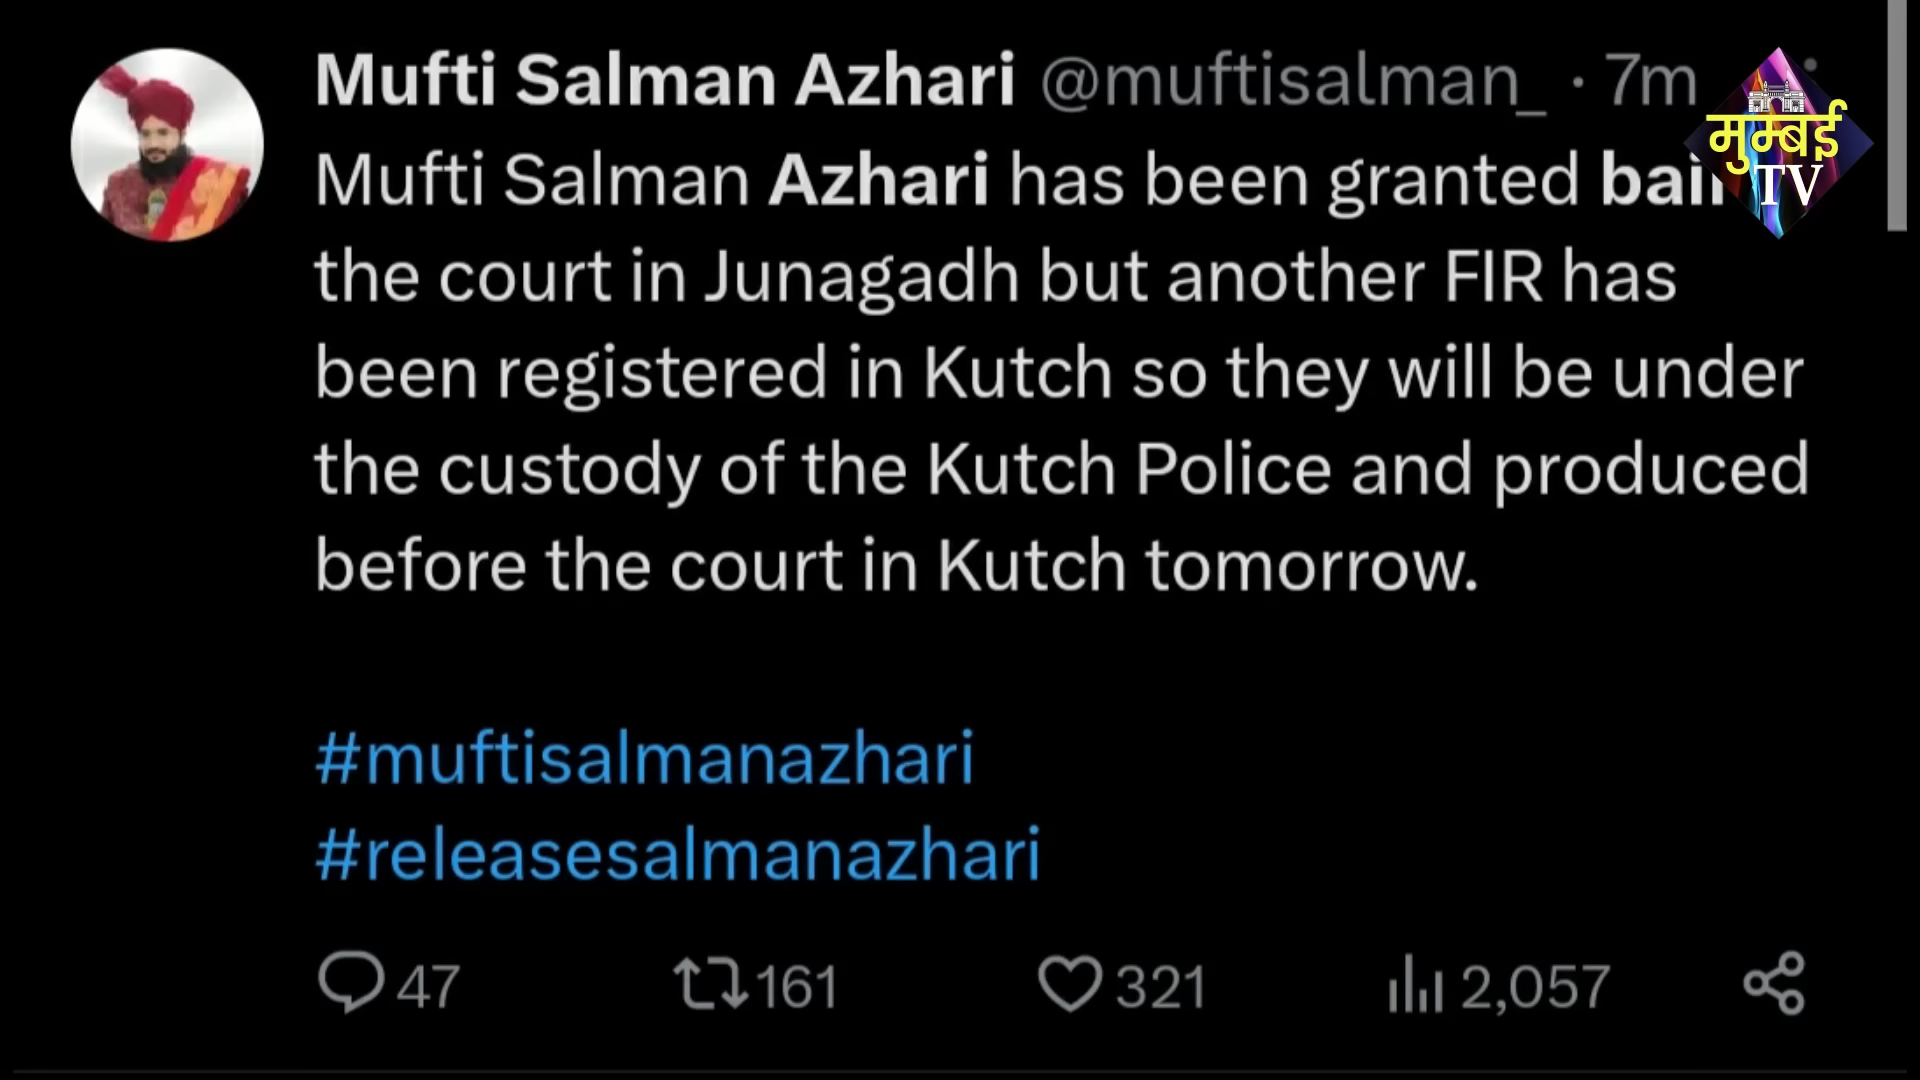 Mufti Salman Azhari @muftisalman_ · 7m
Mufti Salman Azhari has been granted bail
the court in Junagadh but another FIR has
been registered in Kutch so they will be under
the custody of the Kutch Police and produced
before the court in Kutch tomorrow.
#muftisalmanazhari
#releasesalmanazhari
47 161 321 2,057
मुम्बई
TV